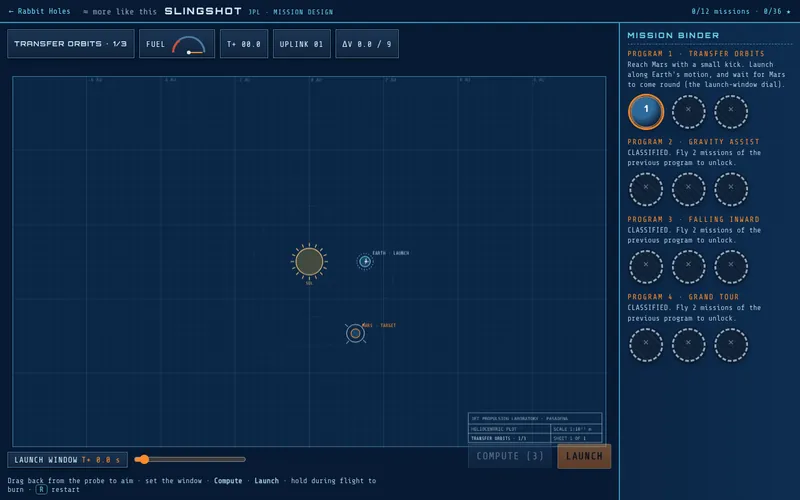 ← Rabbit Holes
≈ more like this
SLINGSHOT
JPL · MISSION DESIGN
0/12 missions · 0/36 ★
TRANSFER ORBITS · 1/3
FUEL
T+ 00.0
UPLINK 01
ΔV 0.0 / 9
EARTH · LAUNCH
SOL
MARS · TARGET
JET PROPULSION LABORATORY · PASADENA
HELIOCENTRIC PLOT
TRANSFER ORBITS · 1/3
SHEET 1 OF 1
LAUNCH WINDOW T+ 0.0 s
COMPUTE (3)
LAUNCH
Drag back from the probe to aim · set the window · Compute · Launch · hold during flight to
burn · R restart
MISSION BINDER
PROGRAM 1 · TRANSFER ORBITS
Reach Mars with a small kick. Launch
along Earth's motion, and wait for Mars
to come round (the launch-window dial).
1
PROGRAM 2 · GRAVITY ASSIST
CLASSIFIED. Fly 2 missions of the
previous program to unlock.
PROGRAM 3 · FALLING INWARD
CLASSIFIED. Fly 2 missions of the
previous program to unlock.
PROGRAM 4 · GRAND TOUR
CLASSIFIED. Fly 2 missions of the
previous program to unlock.